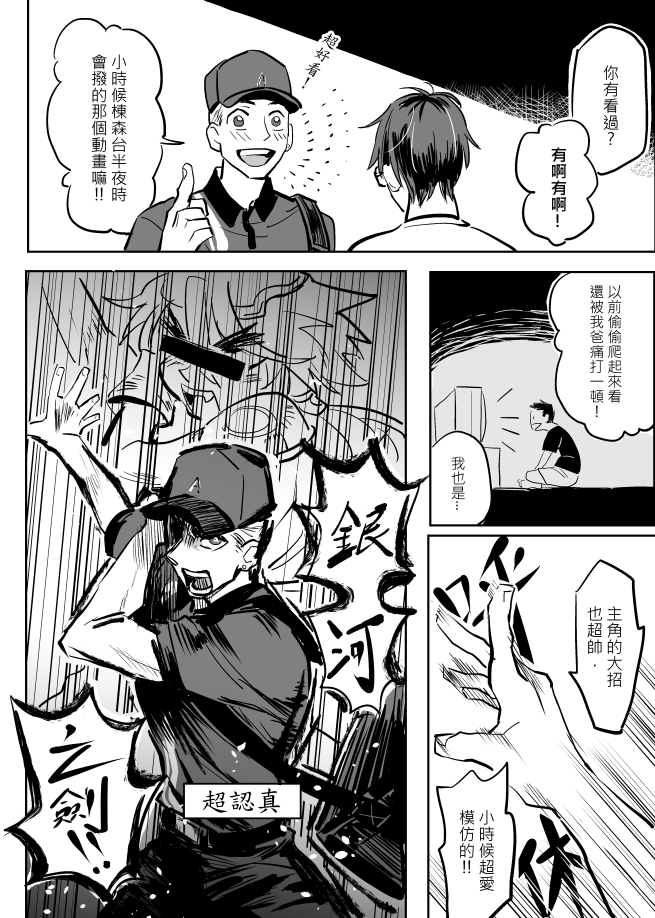 你有看過？
有啊有啊！
超好看！
小時候棟森台半夜時
會撥的那個動畫嘛!!
以前偷偷爬起來看
還被我爸痛打一頓！
我也是…
主角的大招
也超帥．
小時候超愛
模仿的!!
銀河
之劍!!
超認真